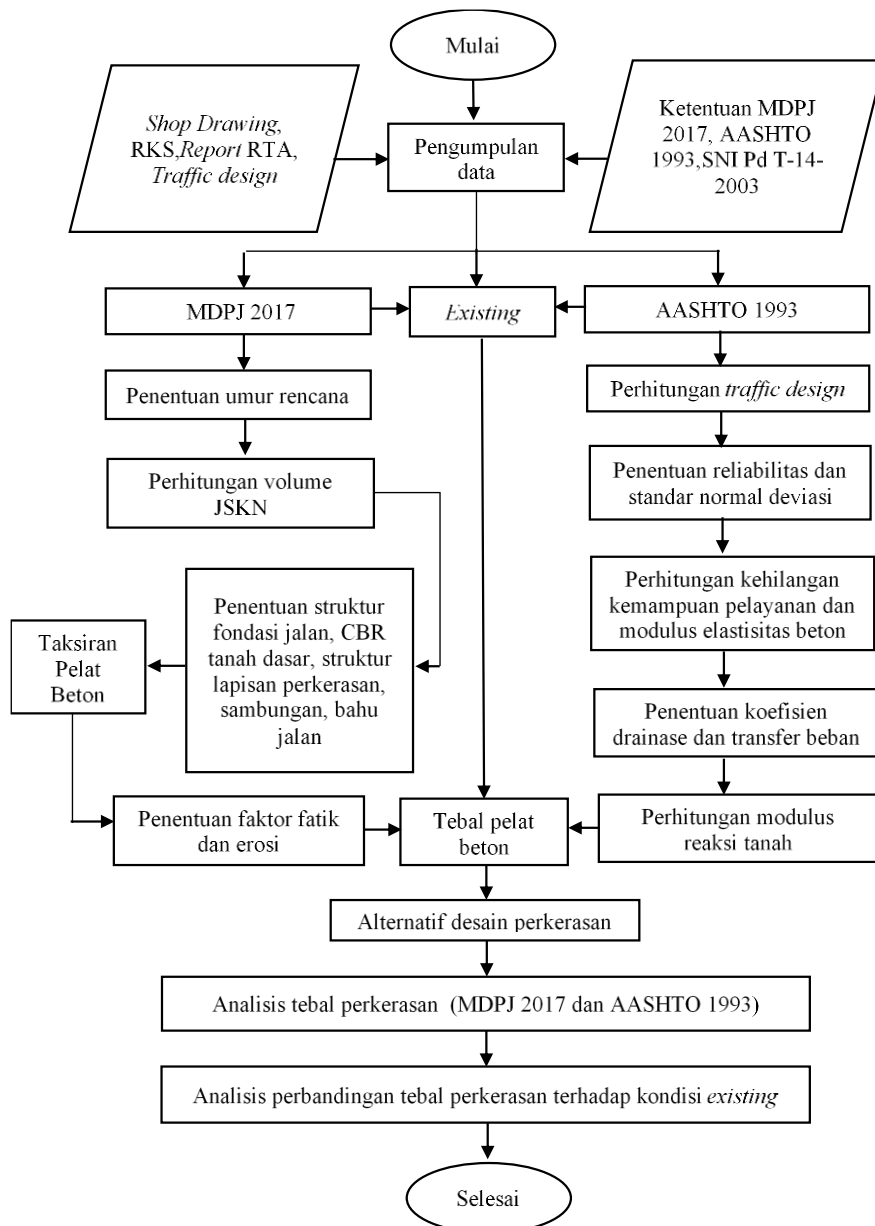 Mulai
Shop Drawing,
RKS,Report RTA,
Traffic design
Pengumpulan
data
Ketentuan MDPJ
2017, AASHTO
1993,SNI Pd T-14-
2003
MDPJ 2017
Existing
AASHTO 1993
Penentuan umur rencana
Perhitungan volume
JSKN
Penentuan struktur
fondasi jalan, CBR
tanah dasar, struktur
lapisan perkerasan,
sambungan, bahu
jalan
Taksiran
Pelat
Beton
Penentuan faktor fatik
dan erosi
Perhitungan traffic design
Penentuan reliabilitas dan
standar normal deviasi
Perhitungan kehilangan
kemampuan pelayanan dan
modulus elastisitas beton
Penentuan koefisien
drainase dan transfer beban
Perhitungan modulus
reaksi tanah
Tebal pelat
beton
Alternatif desain perkerasan
Analisis tebal perkerasan (MDPJ 2017 dan AASHTO 1993)
Analisis perbandingan tebal perkerasan terhadap kondisi existing
Selesai